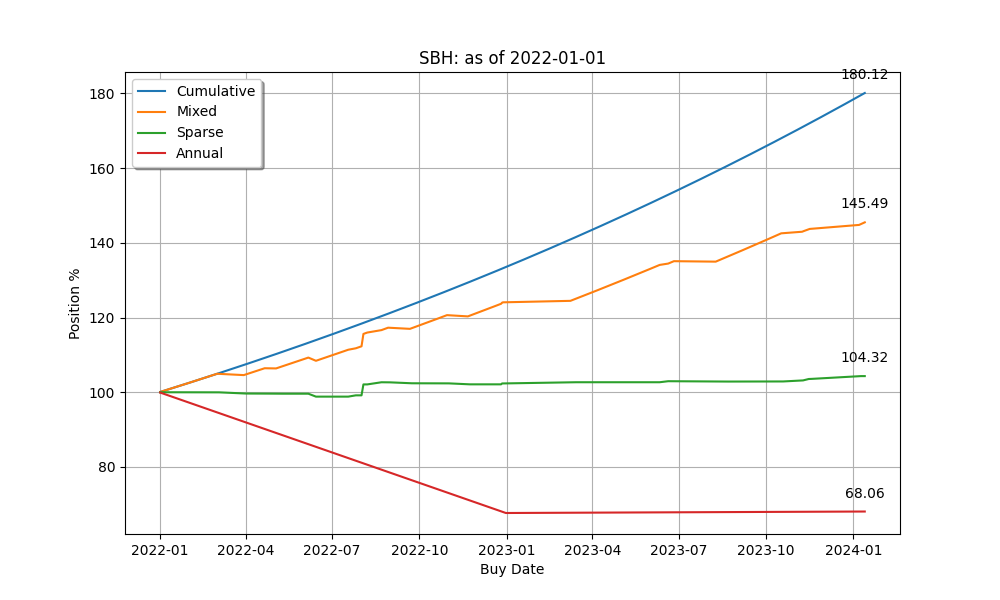 SBH: as of 2022-01-01
180.12
180
Cumulative
Mixed
Sparse
Annual
160
145.49
140
120
104.32
100
80
68.06
Position %
2022-01 2022-04 2022-07 2022-10 2023-01 2023-04 2023-07 2023-10 2024-01
Buy Date